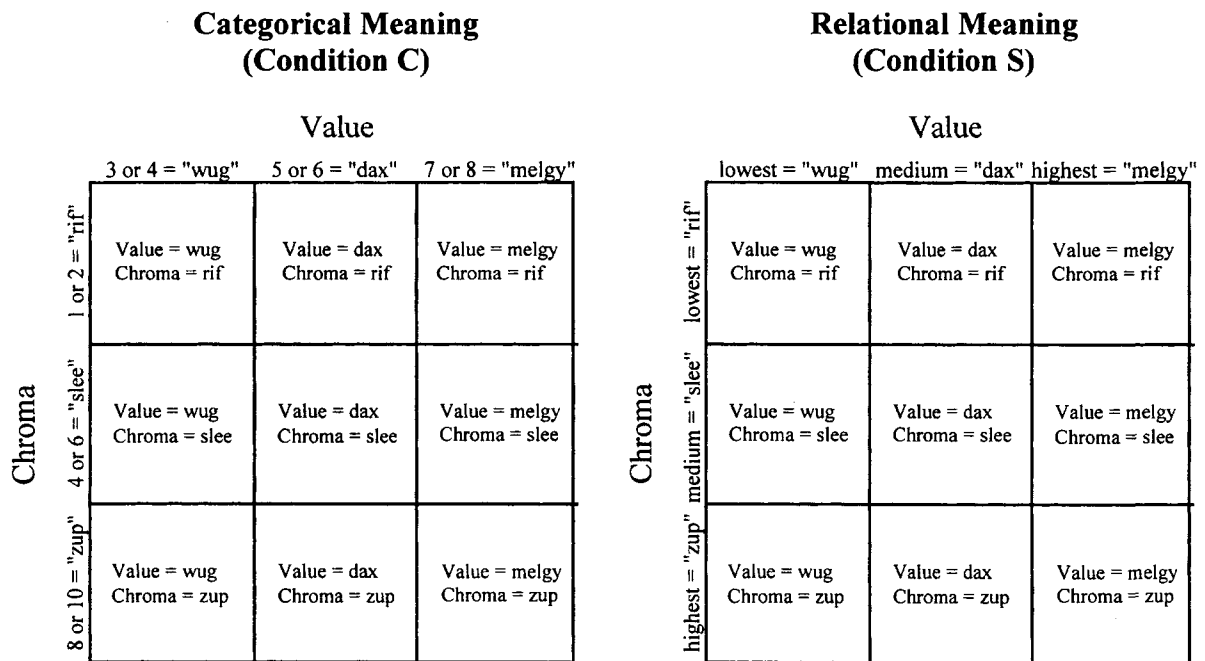 Categorical Meaning
(Condition C)
Value
3 or 4 = "wug" 5 or 6 = "dax" 7 or 8 = "melgy"
Chroma
1 or 2 = "rif"
Value = wug Value = dax Value = melgy
Chroma = rif Chroma = rif Chroma = rif
4 or 6 = "slee"
Value = wug Value = dax Value = melgy
Chroma = slee Chroma = slee Chroma = slee
8 or 10 = "zup"
Value = wug Value = dax Value = melgy
Chroma = zup Chroma = zup Chroma = zup
Relational Meaning
(Condition S)
Value
lowest = "wug" medium = "dax" highest = "melgy"
Chroma
lowest = "rif"
Value = wug Value = dax Value = melgy
Chroma = rif Chroma = rif Chroma = rif
medium = "slee"
Value = wug Value = dax Value = melgy
Chroma = slee Chroma = slee Chroma = slee
highest = "zup"
Value = wug Value = dax Value = melgy
Chroma = zup Chroma = zup Chroma = zup